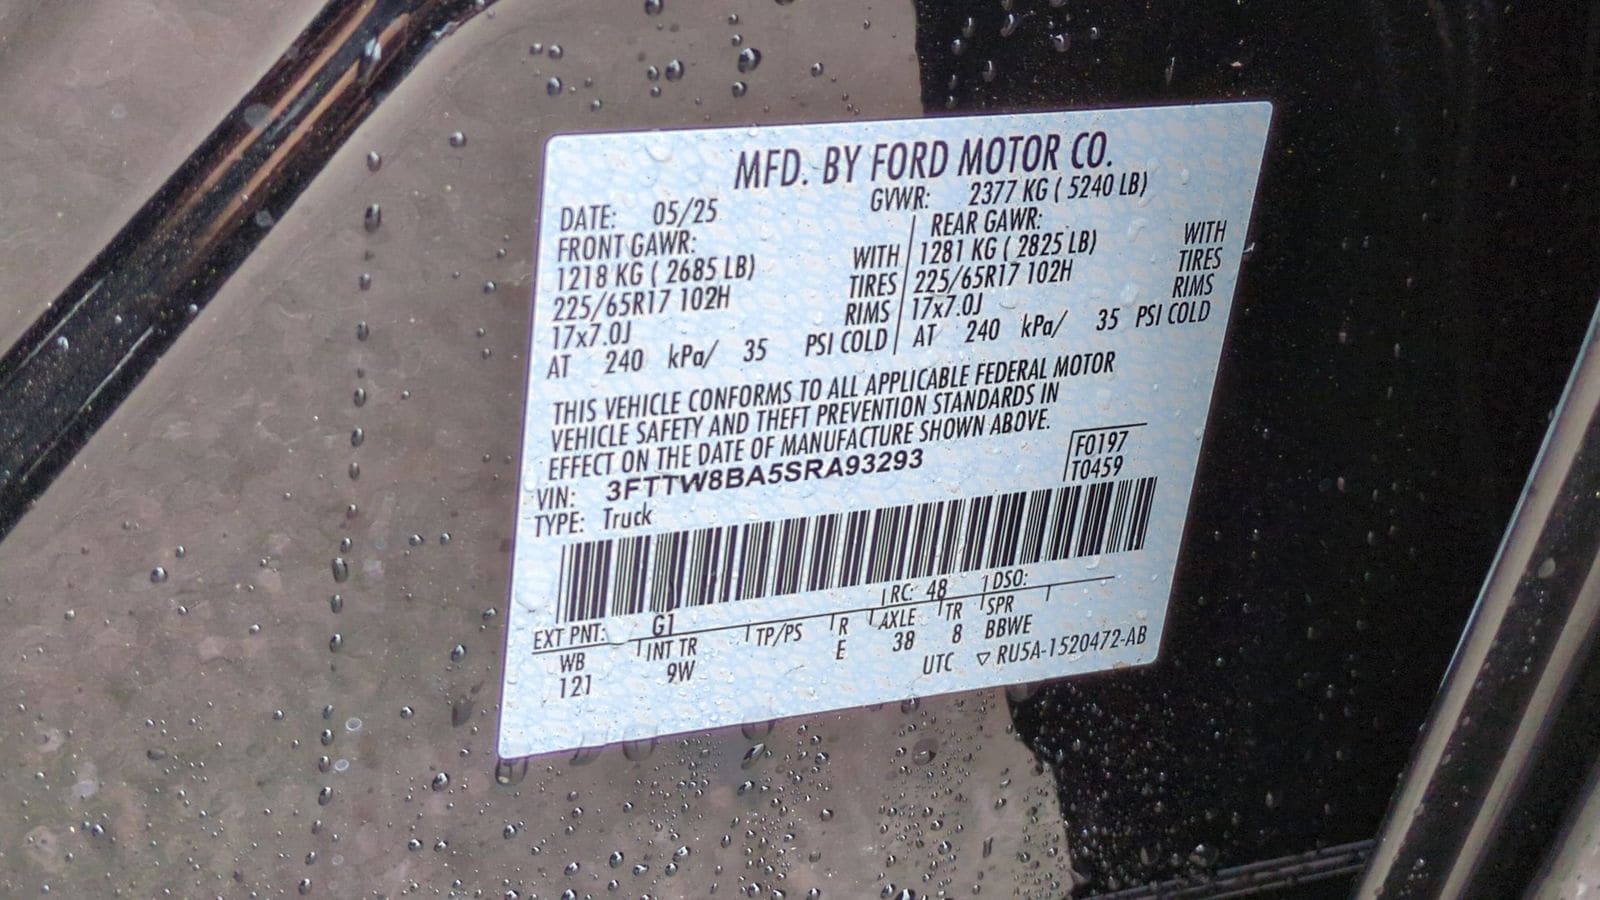 MFD. BY FORD MOTOR CO.
DATE: 05/25 GVWR: 2377 KG ( 5240 LB)
FRONT GAWR: REAR GAWR:
1218 KG ( 2685 LB) WITH 1281 KG ( 2825 LB) WITH
225/65R17 102H TIRES 225/65R17 102H TIRES
17x7.0J RIMS 17x7.0J RIMS
AT 240 kPa/ 35 PSI COLD AT 240 kPa/ 35 PSI COLD
THIS VEHICLE CONFORMS TO ALL APPLICABLE FEDERAL MOTOR
VEHICLE SAFETY AND THEFT PREVENTION STANDARDS IN
EFFECT ON THE DATE OF MANUFACTURE SHOWN ABOVE.
VIN: 3FTTW8BA5SRA93293 F0197
TYPE: Truck T0459
EXT PNT: G1 RC: 48 DSO:
WB INT TR TP/PS R AXLE TR SPR
121 9W E 38 8 BBWE
UTC ▽ RU5A-1520472-AB